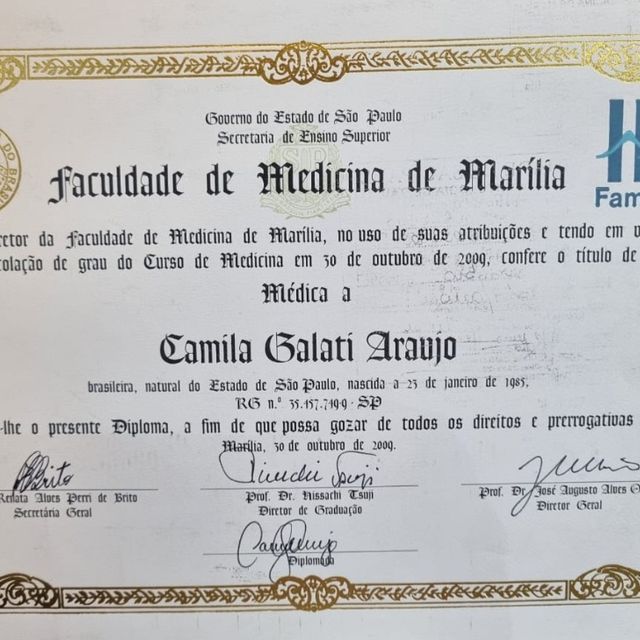 Governo do Estado de São Paulo
Secretaria de Ensino Superior
Faculdade de Medicina de Marília
Fam
retor da Faculdade de Medicina de Marília, no uso de suas atribuições e tendo em v
colação de grau do Curso de Medicina em 30 de outubro de 2009, confere o título de
Médica a
Camila Galati Araujo
brasileira, natural do Estado de São Paulo, nascida a 23 de janeiro de 1985.
RG n.º 35.157.749-9 - SP
-lhe o presente Diploma, a fim de que possa gozar de todos os direitos e prerrogativas
Marília, 30 de outubro de 2009.
Renata Alves Perri de Brito
Secretária Geral
Prof. Dr. Hissachi Tsuji
Diretor de Graduação
Prof. Dr. José Augusto Alves O
Diretor Geral
Diplomada